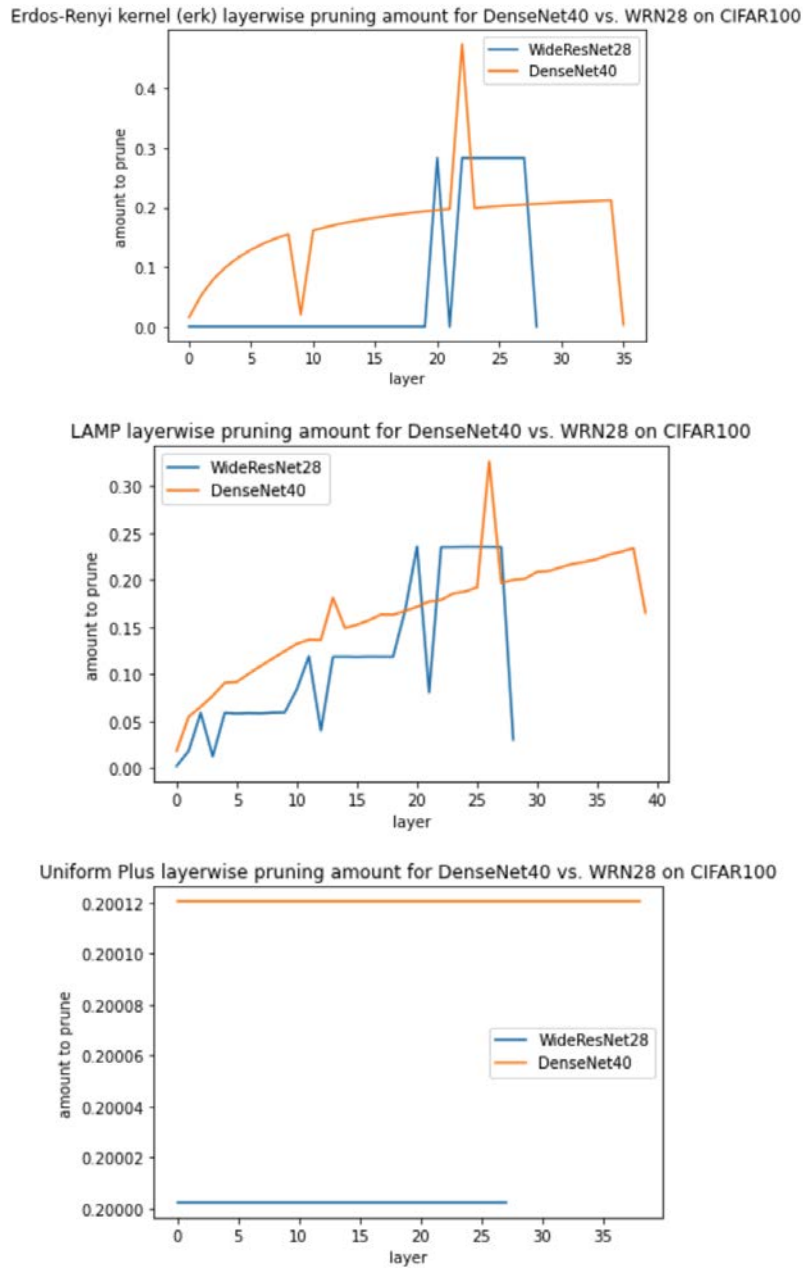 Erdos-Renyi kernel (erk) layerwise pruning amount for DenseNet40 vs. WRN28 on CIFAR100
WideResNet28
DenseNet40
0.4
0.3
0.2
0.1
0.0
amount to prune
0 5 10 15 20 25 30 35
layer
LAMP layerwise pruning amount for DenseNet40 vs. WRN28 on CIFAR100
WideResNet28
DenseNet40
0.30
0.25
0.20
0.15
0.10
0.05
0.00
amount to prune
0 5 10 15 20 25 30 35 40
layer
Uniform Plus layerwise pruning amount for DenseNet40 vs. WRN28 on CIFAR100
0.20012
0.20010
0.20008
0.20006
0.20004
0.20002
0.20000
amount to prune
WideResNet28
DenseNet40
0 5 10 15 20 25 30 35
layer